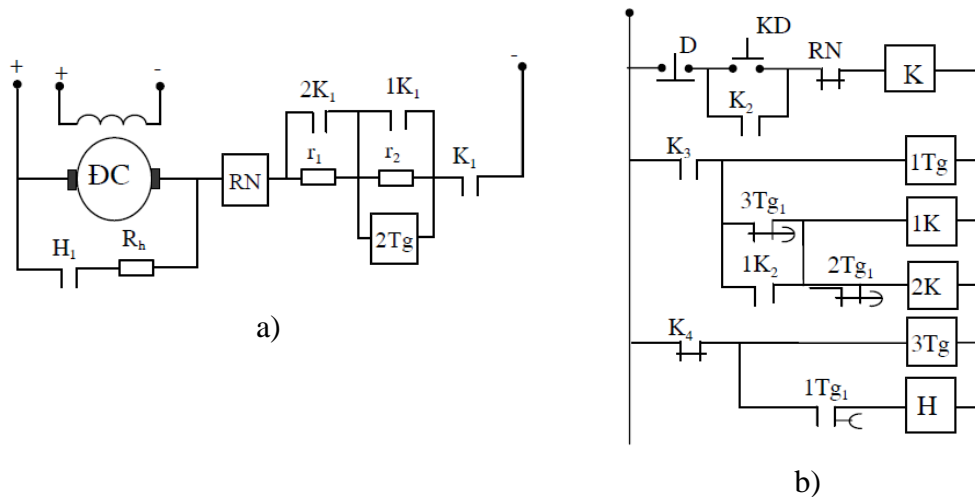 +
+
-
-
2K₁
1K₁
ĐC
RN
r₁
r₂
K₁
2Tg
H₁
Rₕ
a)
D
KD
RN
K
K₂
K₃
1Tg
3Tg₁
1K
1K₂
2Tg₁
2K
K₄
3Tg
1Tg₁
H
b)